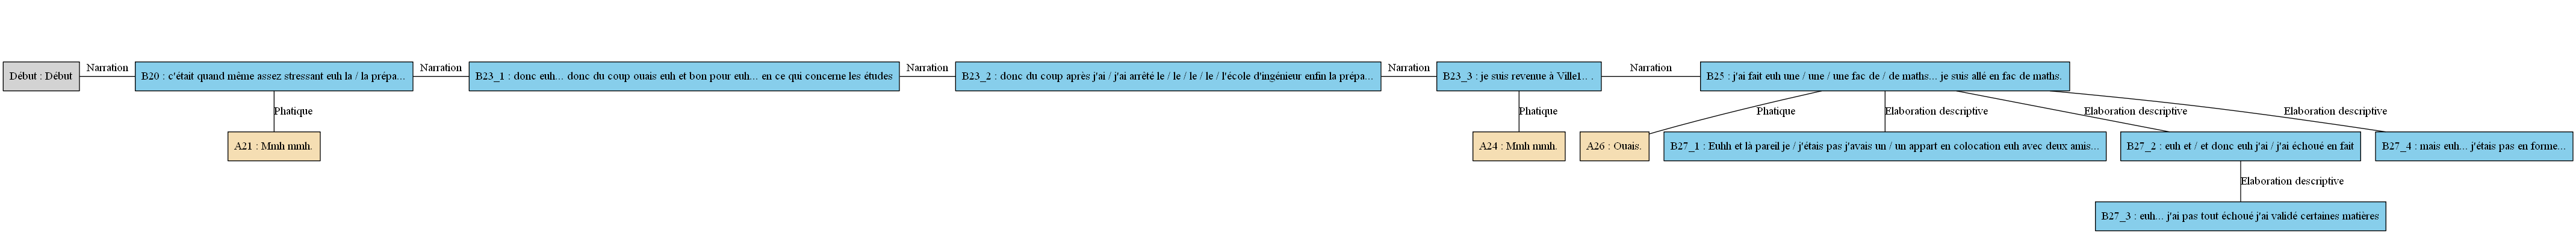 Narration
Narration
Narration
Narration
Narration
Début : Début
B20 : c'était quand même assez stressant euh la / la prépa...
B23_1 : donc euh... donc du coup ouais euh et bon pour euh... en ce qui concerne les études
B23_2 : donc du coup après j'ai / j'ai arrêté le / le / le / le / l'école d'ingénieur enfin la prépa...
B23_3 : je suis revenue à Ville1.. .
B25 : j'ai fait euh une / une / une fac de / de maths... je suis allé en fac de maths.
Phatique
Phatique
Phatique
Elaboration descriptive
Elaboration descriptive
Elaboration descriptive
A21 : Mmh mmh.
A24 : Mmh mmh.
A26 : Ouais.
B27_1 : Euhh et là pareil je / j'étais pas j'avais un / un appart en colocation euh avec deux amis...
B27_2 : euh et / et donc euh j'ai / j'ai échoué en fait
B27_4 : mais euh... j'étais pas en forme...
Elaboration descriptive
B27_3 : euh... j'ai pas tout échoué j'ai validé certaines matières